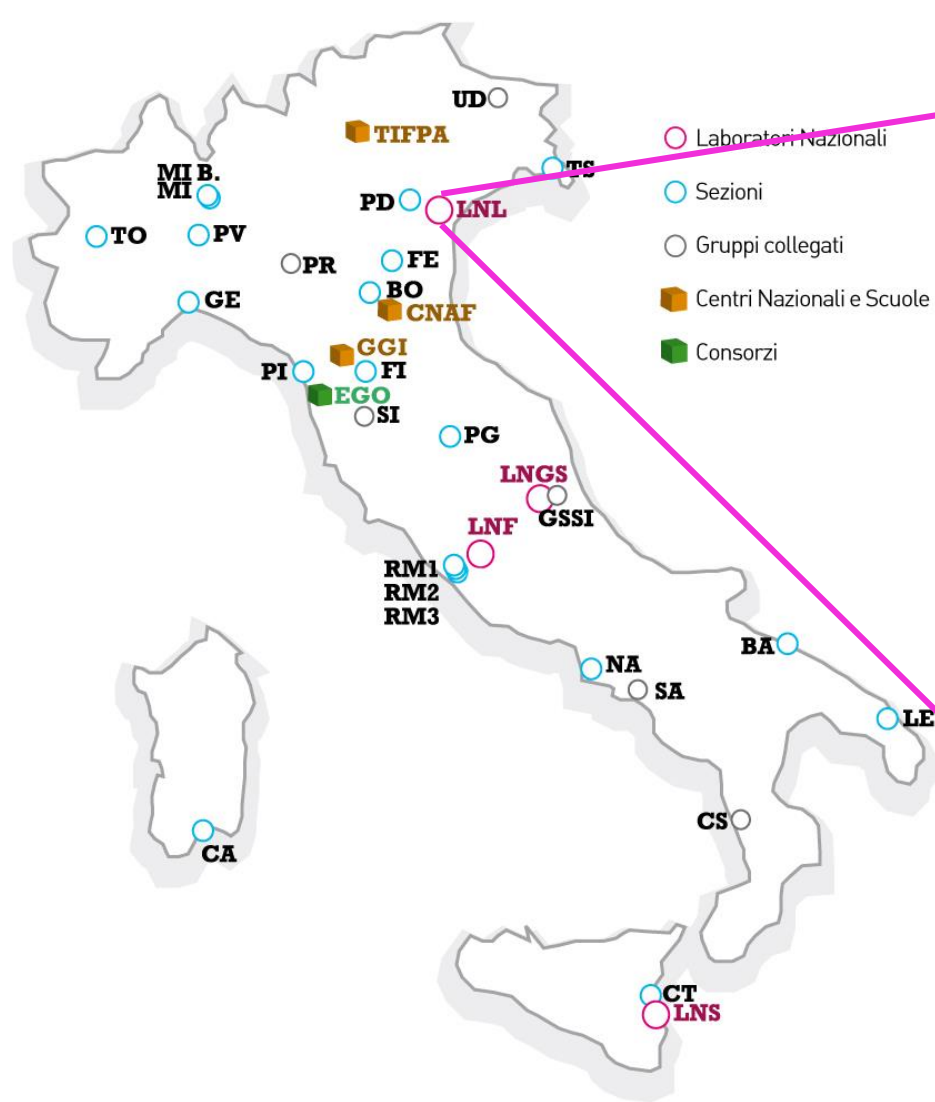 UD
TIFPA
Laboratori Nazionali
MI B.
TS
MI
Sezioni
PD
LNL
TO
PV
Gruppi collegati
PR
FE
BO
GE
Centri Nazionali e Scuole
CNAF
GGI
Consorzi
PI
FI
EGO
SI
PG
LNGS
GSSI
LNF
RM1
RM2
RM3
BA
NA
SA
LE
CS
CA
CT
LNS